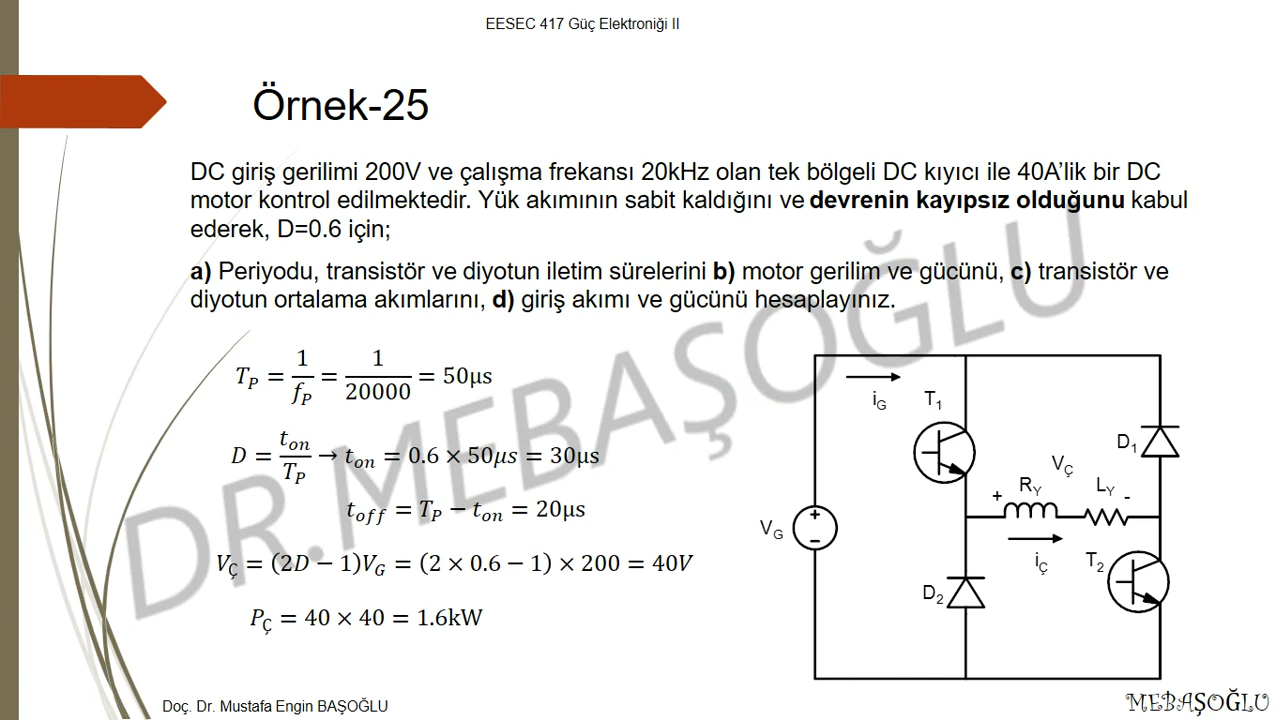 EESEC 417 Güç Elektroniği II
Örnek-25
DC giriş gerilimi 200V ve çalışma frekansı 20kHz olan tek bölgeli DC kıyıcı ile 40A’lik bir DC
motor kontrol edilmektedir. Yük akımının sabit kaldığını ve devrenin kayıpsız olduğunu kabul
ederek, D=0.6 için;
a) Periyodu, transistör ve diyotun iletim sürelerini b) motor gerilim ve gücünü, c) transistör ve
diyotun ortalama akımlarını, d) giriş akımı ve gücünü hesaplayınız.
T_P = 1/f_P = 1/20000 = 50μs
D = t_on/T_P → t_on = 0.6 × 50μs = 30μs
t_off = T_P − t_on = 20μs
V_Ç = (2D − 1)V_G = (2 × 0.6 − 1) × 200 = 40V
P_Ç = 40 × 40 = 1.6kW
i_G
T_1
D_1
V_Ç
+ R_Y L_Y -
V_G + −
i_Ç
T_2
D_2
DR.MEBAŞOĞLU
Doç. Dr. Mustafa Engin BAŞOĞLU
MEBAŞOĞLU